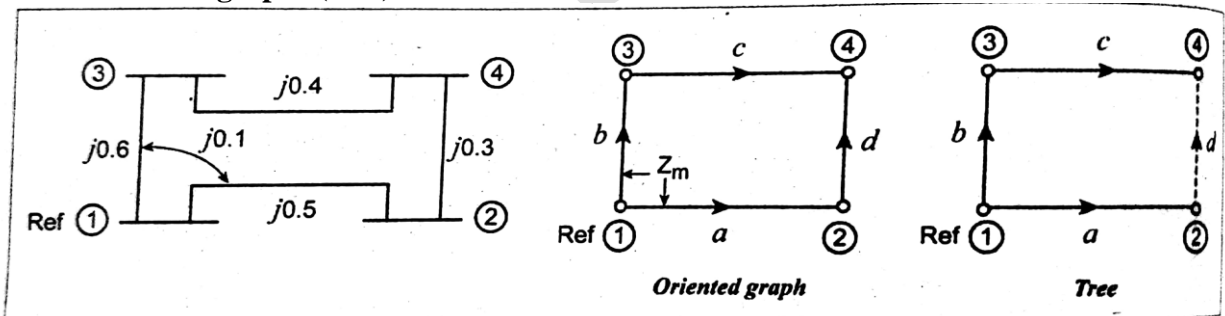 ③ c ④ ③ c ④
③ j0.4 ④
j0.6 j0.1 j0.3 b d b d
Zm
Ref ① j0.5 ② Ref ① a ② Ref ① a ②
Oriented graph Tree